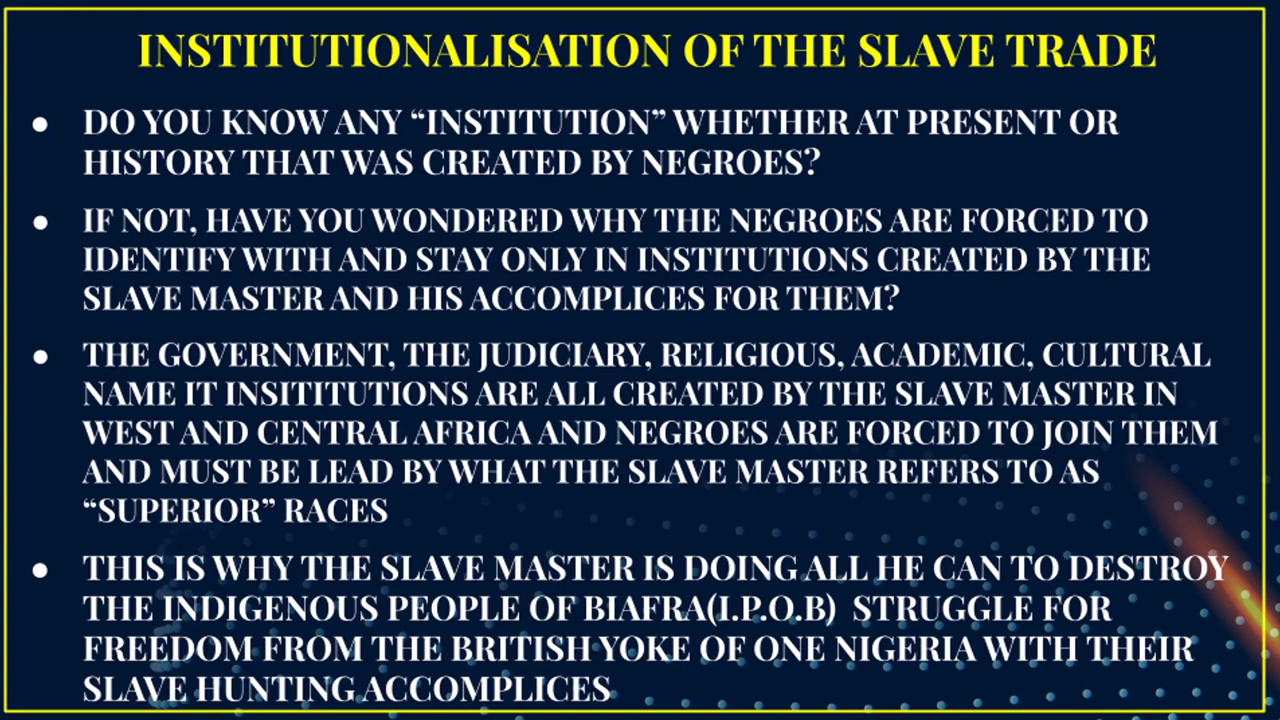 INSTITUTIONALISATION OF THE SLAVE TRADE
• DO YOU KNOW ANY “INSTITUTION” WHETHER AT PRESENT OR
HISTORY THAT WAS CREATED BY NEGROES?
• IF NOT, HAVE YOU WONDERED WHY THE NEGROES ARE FORCED TO
IDENTIFY WITH AND STAY ONLY IN INSTITUTIONS CREATED BY THE
SLAVE MASTER AND HIS ACCOMPLICES FOR THEM?
• THE GOVERNMENT, THE JUDICIARY, RELIGIOUS, ACADEMIC, CULTURAL
NAME IT INSITITUTIONS ARE ALL CREATED BY THE SLAVE MASTER IN
WEST AND CENTRAL AFRICA AND NEGROES ARE FORCED TO JOIN THEM
AND MUST BE LEAD BY WHAT THE SLAVE MASTER REFERS TO AS
“SUPERIOR” RACES
• THIS IS WHY THE SLAVE MASTER IS DOING ALL HE CAN TO DESTROY
THE INDIGENOUS PEOPLE OF BIAFRA(I.P.O.B) STRUGGLE FOR
FREEDOM FROM THE BRITISH YOKE OF ONE NIGERIA WITH THEIR
SLAVE HUNTING ACCOMPLICES